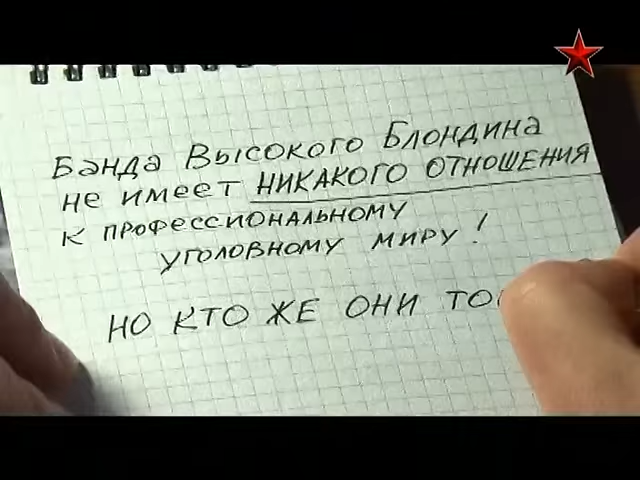 Банда Высокого Блондина
не имеет НИКАКОГО ОТНОШЕНИЯ
к профессиональному
уголовному миру!
НО КТО ЖЕ ОНИ